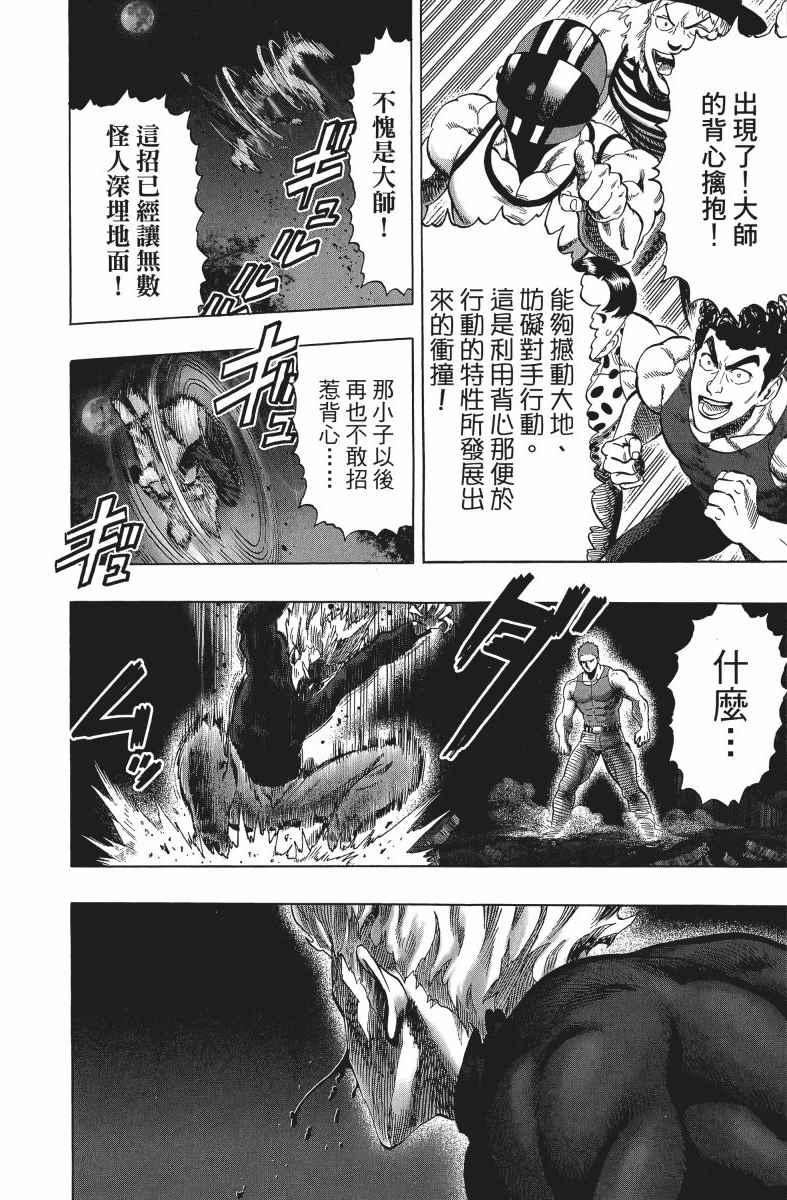 出現了！大師
的背心擒抱！
能夠撼動大地、
妨礙對手行動。
這是利用背心那便於
行動的特性所發展出
來的衝撞！
不愧是大師！
這招已經讓無數
怪人深埋地面！
ギュ
ルルル
那小子以後
再也不敢招
惹背心……
ギギュ
什麼…
ダ
ムッ